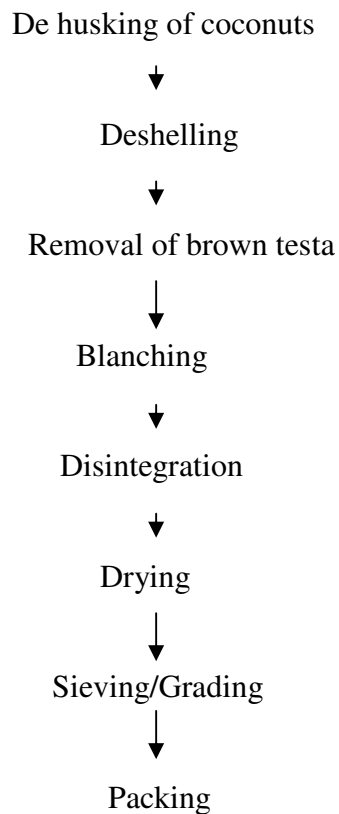 De husking of coconuts
Deshelling
Removal of brown testa
Blanching
Disintegration
Drying
Sieving/Grading
Packing